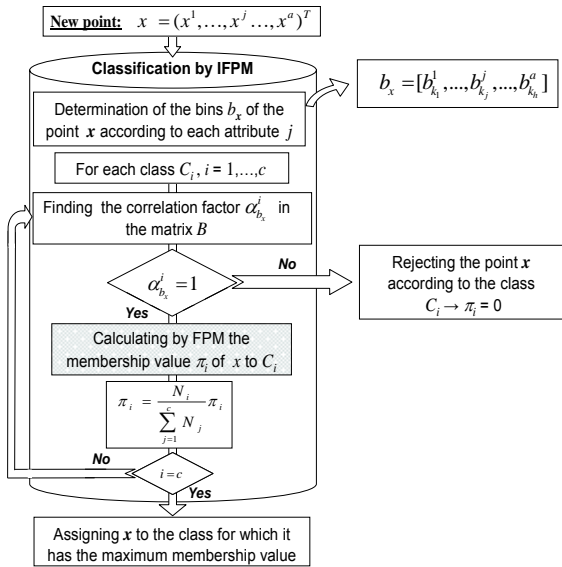 New point: x = (x^1,…,x^j …,x^a)^T
Classification by IFPM
Determination of the bins b_x of the
point x according to each attribute j
b_x = [b^1_{k_1},...,b^j_{k_j},...,b^a_{k_h}]
For each class C_i, i = 1,…,c
Finding the correlation factor α^i_{b_x} in
the matrix B
α^i_{b_x} = 1
No
Rejecting the point x
according to the class
C_i → π_i = 0
Yes
Calculating by FPM the
membership value π_i of x to C_i
π_i = \frac{N_i}{\sum_{j=1}^{c} N_j} π_i
No
i = c
Yes
Assigning x to the class for which it
has the maximum membership value